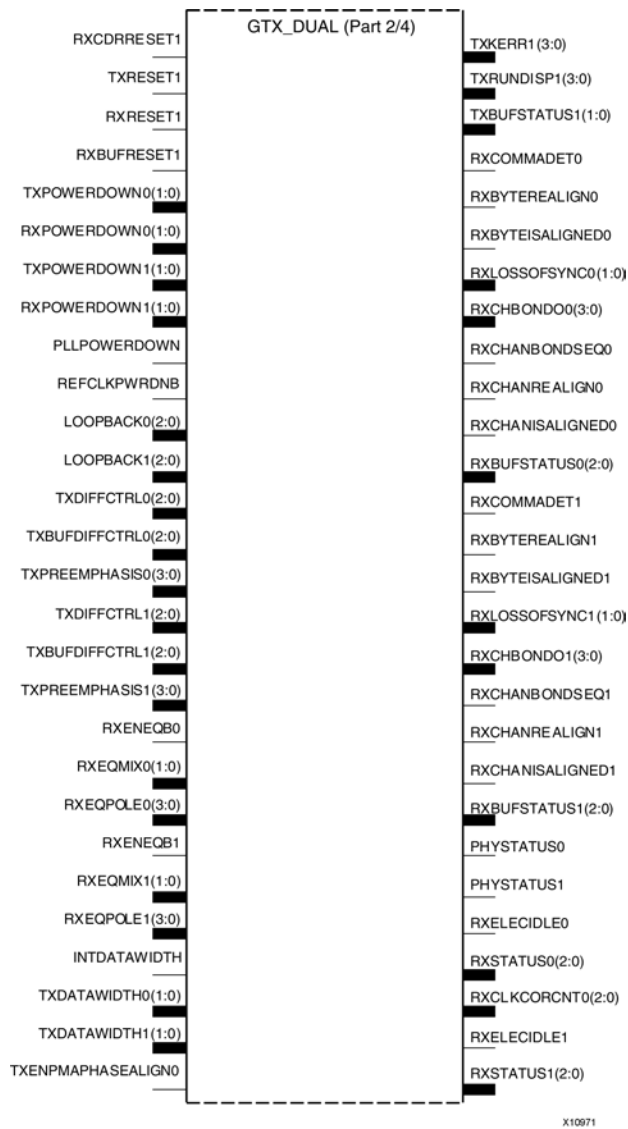 GTX_DUAL (Part 2/4)
RXCDRRESET1
TXRESET1
RXRESET1
RXBUFRESET1
TXPOWERDOWN0(1:0)
RXPOWERDOWN0(1:0)
TXPOWERDOWN1(1:0)
RXPOWERDOWN1(1:0)
PLLPOWERDOWN
REFCLKPWRDNB
LOOPBACK0(2:0)
LOOPBACK1(2:0)
TXDIFFCTRL0(2:0)
TXBUFDIFFCTRL0(2:0)
TXPREEMPHASIS0(3:0)
TXDIFFCTRL1(2:0)
TXBUFDIFFCTRL1(2:0)
TXPREEMPHASIS1(3:0)
RXENEQB0
RXEQMIX0(1:0)
RXEQPOLE0(3:0)
RXENEQB1
RXEQMIX1(1:0)
RXEQPOLE1(3:0)
INTDATAWIDTH
TXDATAWIDTH0(1:0)
TXDATAWIDTH1(1:0)
TXENPMAPHASEALIGN0
TXKERR1(3:0)
TXRUNDISP1(3:0)
TXBUFSTATUS1(1:0)
RXCOMMADET0
RXBYTEREALIGN0
RXBYTEISALIGNED0
RXLOSSOFSYNC0(1:0)
RXCHBONDO0(3:0)
RXCHANBONDSEQ0
RXCHANREALIGN0
RXCHANISALIGNED0
RXBUFSTATUS0(2:0)
RXCOMMADET1
RXBYTEREALIGN1
RXBYTEISALIGNED1
RXLOSSOFSYNC1(1:0)
RXCHBONDO1(3:0)
RXCHANBONDSEQ1
RXCHANREALIGN1
RXCHANISALIGNED1
RXBUFSTATUS1(2:0)
PHYSTATUS0
PHYSTATUS1
RXELECIDLE0
RXSTATUS0(2:0)
RXCLKCORCNT0(2:0)
RXELECIDLE1
RXSTATUS1(2:0)
X10971